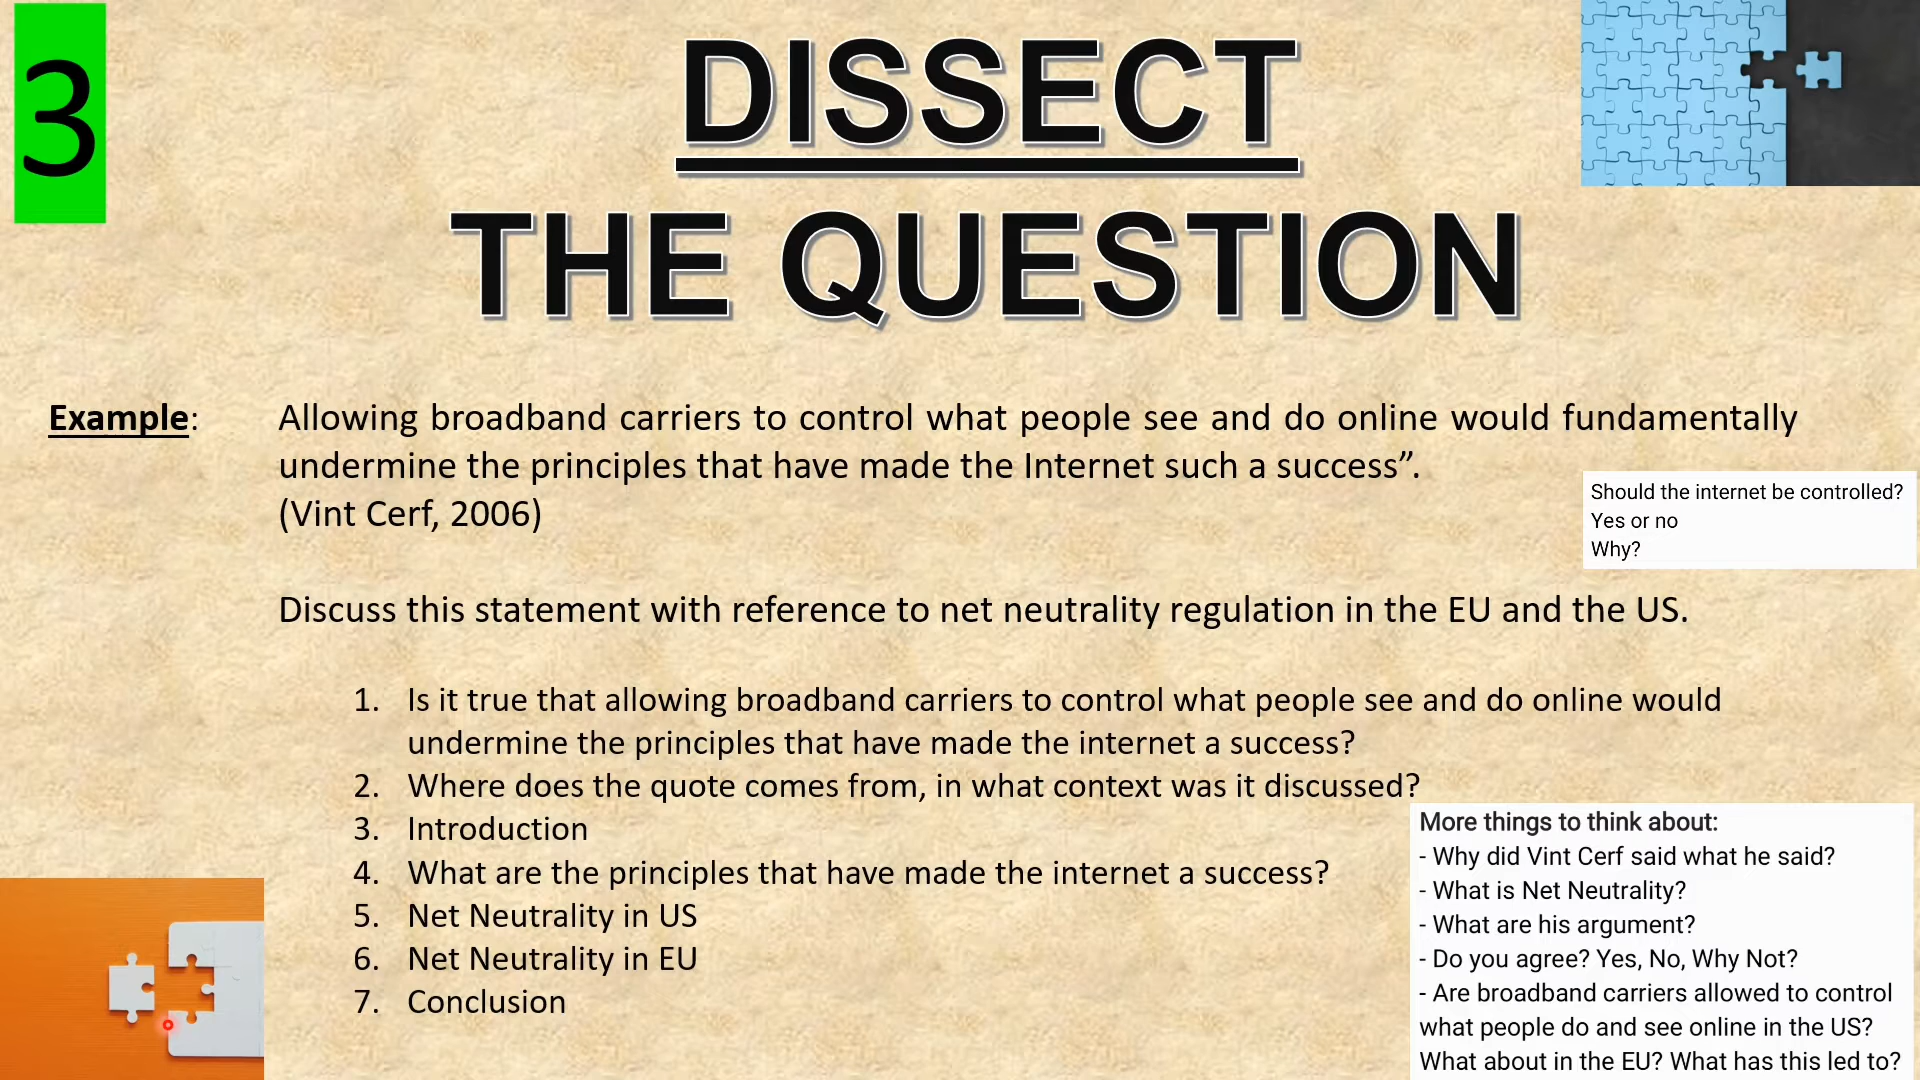 3
DISSECT
THE QUESTION
Example:
Allowing broadband carriers to control what people see and do online would fundamentally
undermine the principles that have made the Internet such a success”.
(Vint Cerf, 2006)
Should the internet be controlled?
Yes or no
Why?
Discuss this statement with reference to net neutrality regulation in the EU and the US.
1. Is it true that allowing broadband carriers to control what people see and do online would
undermine the principles that have made the internet a success?
2. Where does the quote comes from, in what context was it discussed?
3. Introduction
4. What are the principles that have made the internet a success?
5. Net Neutrality in US
6. Net Neutrality in EU
7. Conclusion
More things to think about:
- Why did Vint Cerf said what he said?
- What is Net Neutrality?
- What are his argument?
- Do you agree? Yes, No, Why Not?
- Are broadband carriers allowed to control
what people do and see online in the US?
What about in the EU? What has this led to?